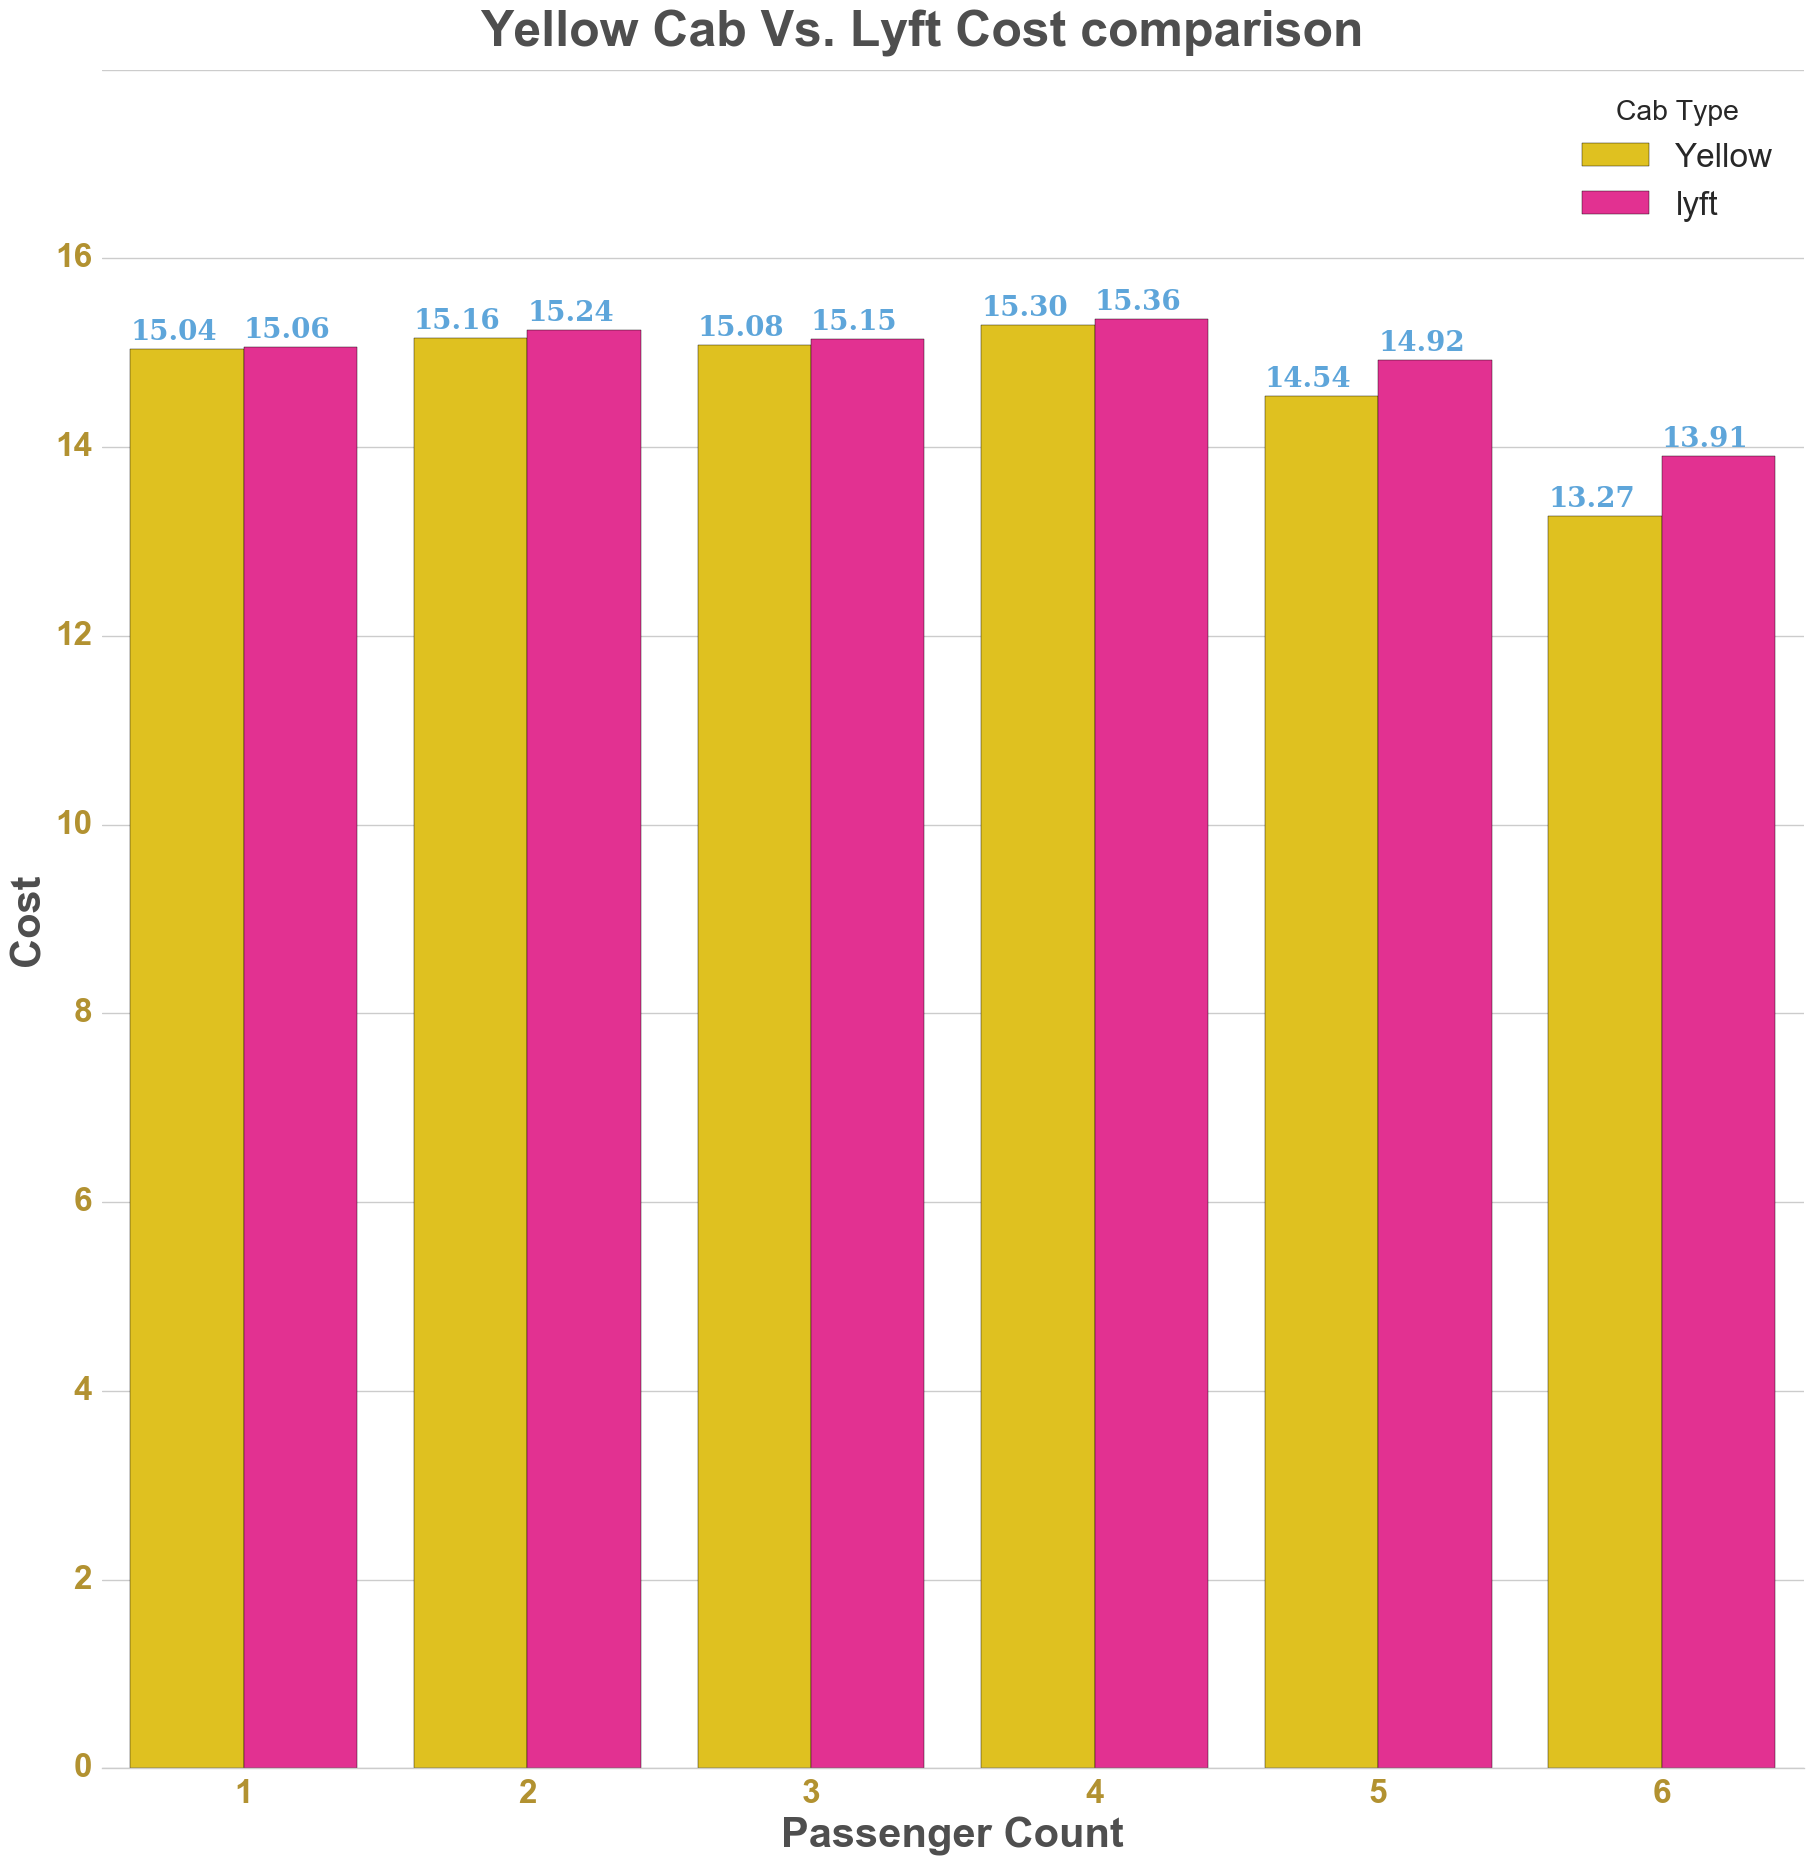 Yellow Cab Vs. Lyft Cost comparison
Cab Type
Yellow
lyft
16
14
12
10
8
6
4
2
0
Cost
15.04 15.06 15.16 15.24 15.08 15.15 15.30 15.36 14.54 14.92 13.27 13.91
1 2 3 4 5 6
Passenger Count